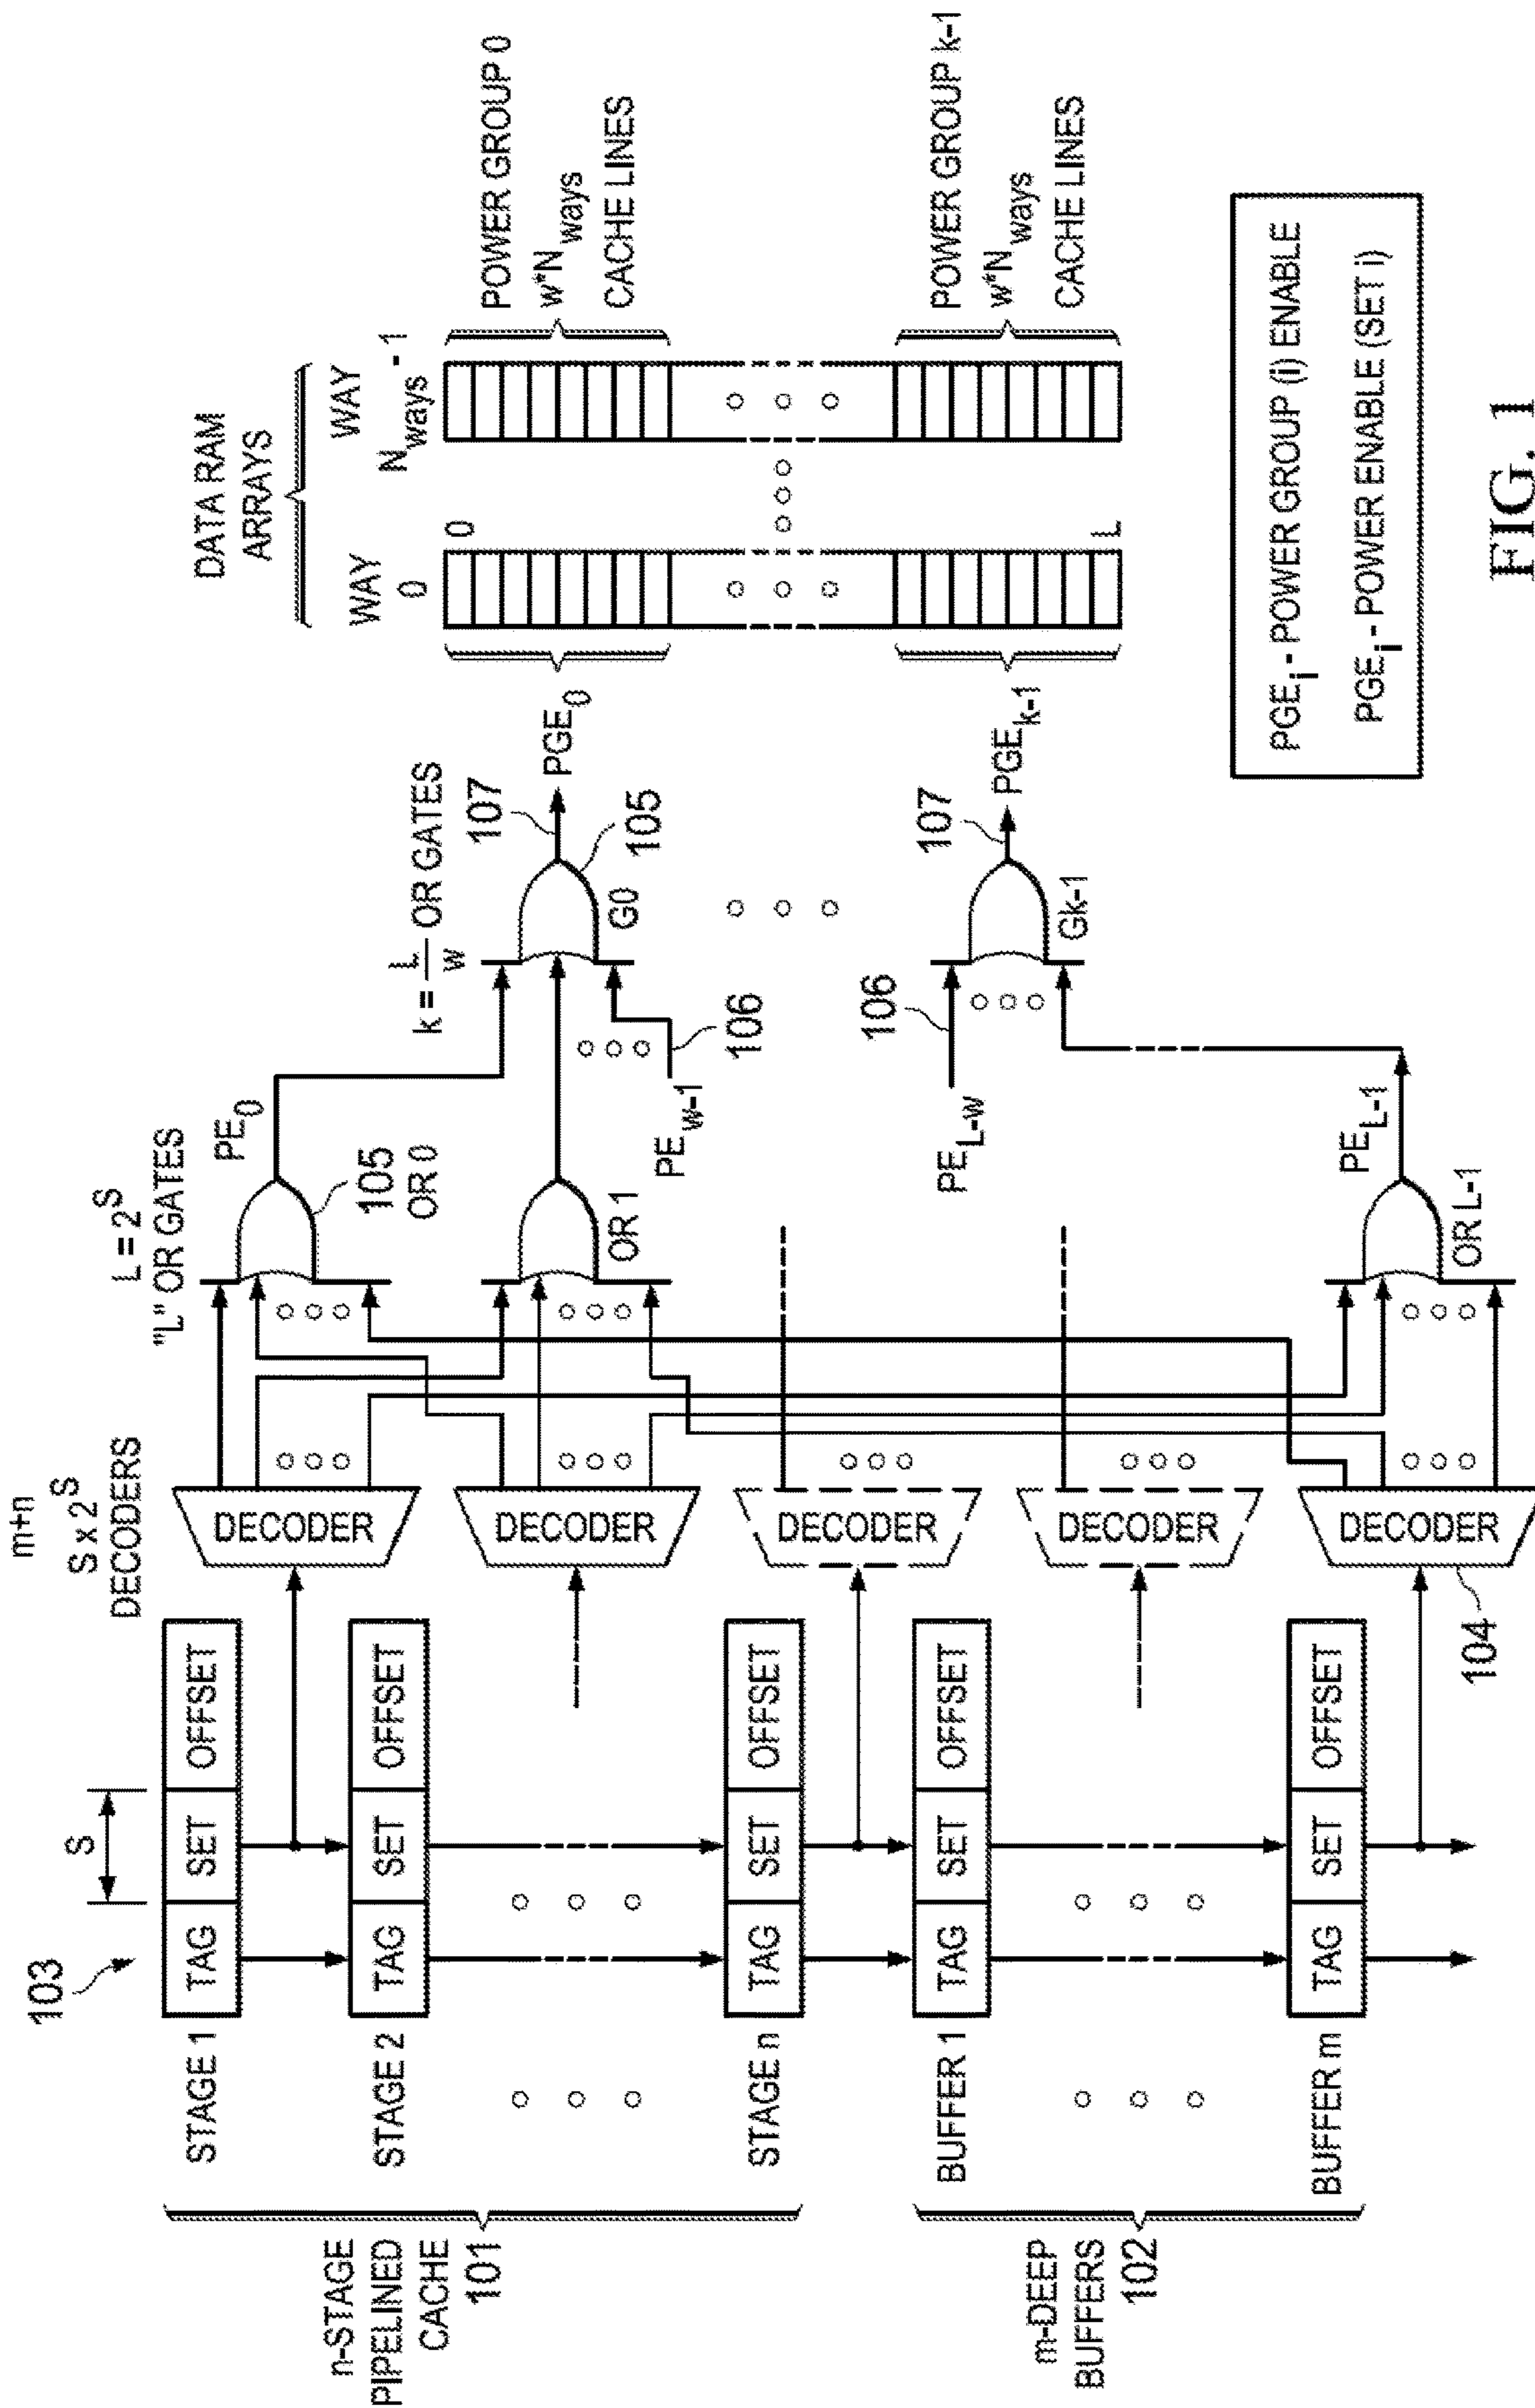 n-STAGE
PIPELINED
CACHE
101
m-DEEP
BUFFERS
102
103
STAGE 1
STAGE 2
STAGE n
BUFFER 1
BUFFER m
S
TAG SET OFFSET
TAG SET OFFSET
TAG SET OFFSET
TAG SET OFFSET
TAG SET OFFSET
m+n
S x 2^S
DECODERS
DECODER
DECODER
DECODER
DECODER
DECODER
104
L = 2^S
"L" OR GATES
PE_0
105
OR 0
OR 1
PE_w-1
106
PE_L-w
106
PE_L-1
OR L-1
k = L/w OR GATES
107
PGE_0
105
G0
107
PGE_k-1
Gk-1
DATA RAM
ARRAYS
WAY
0
WAY
N_ways - 1
0
L
POWER GROUP 0
w*N_ways
CACHE LINES
POWER GROUP k-1
w*N_ways
CACHE LINES
PGE_i - POWER GROUP (i) ENABLE
PGE_i - POWER ENABLE (SET i)
FIG. 1